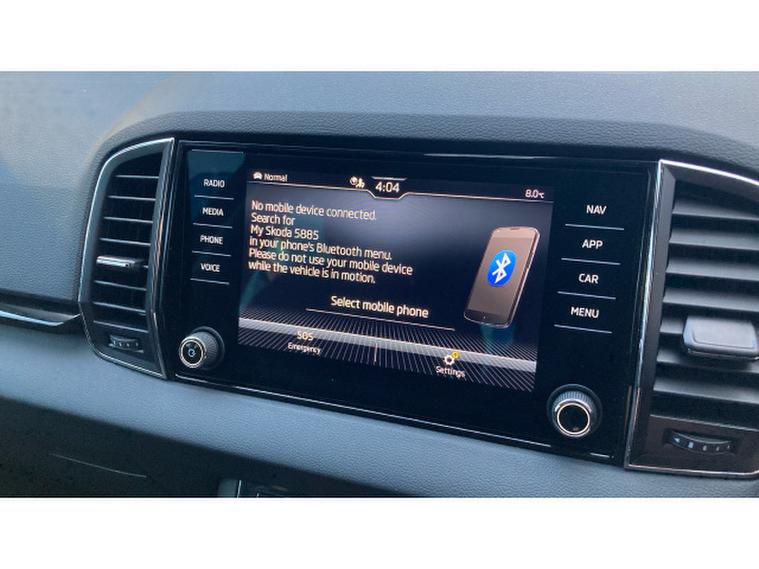 RADIO
MEDIA
PHONE
VOICE
Normal
4:04
8.0°C
No mobile device connected.
Search for
My Skoda 5885
in your phone's Bluetooth menu.
Please do not use your mobile device
while the vehicle is in motion.
Select mobile phone
SOS
Emergency
Settings
NAV
APP
CAR
MENU